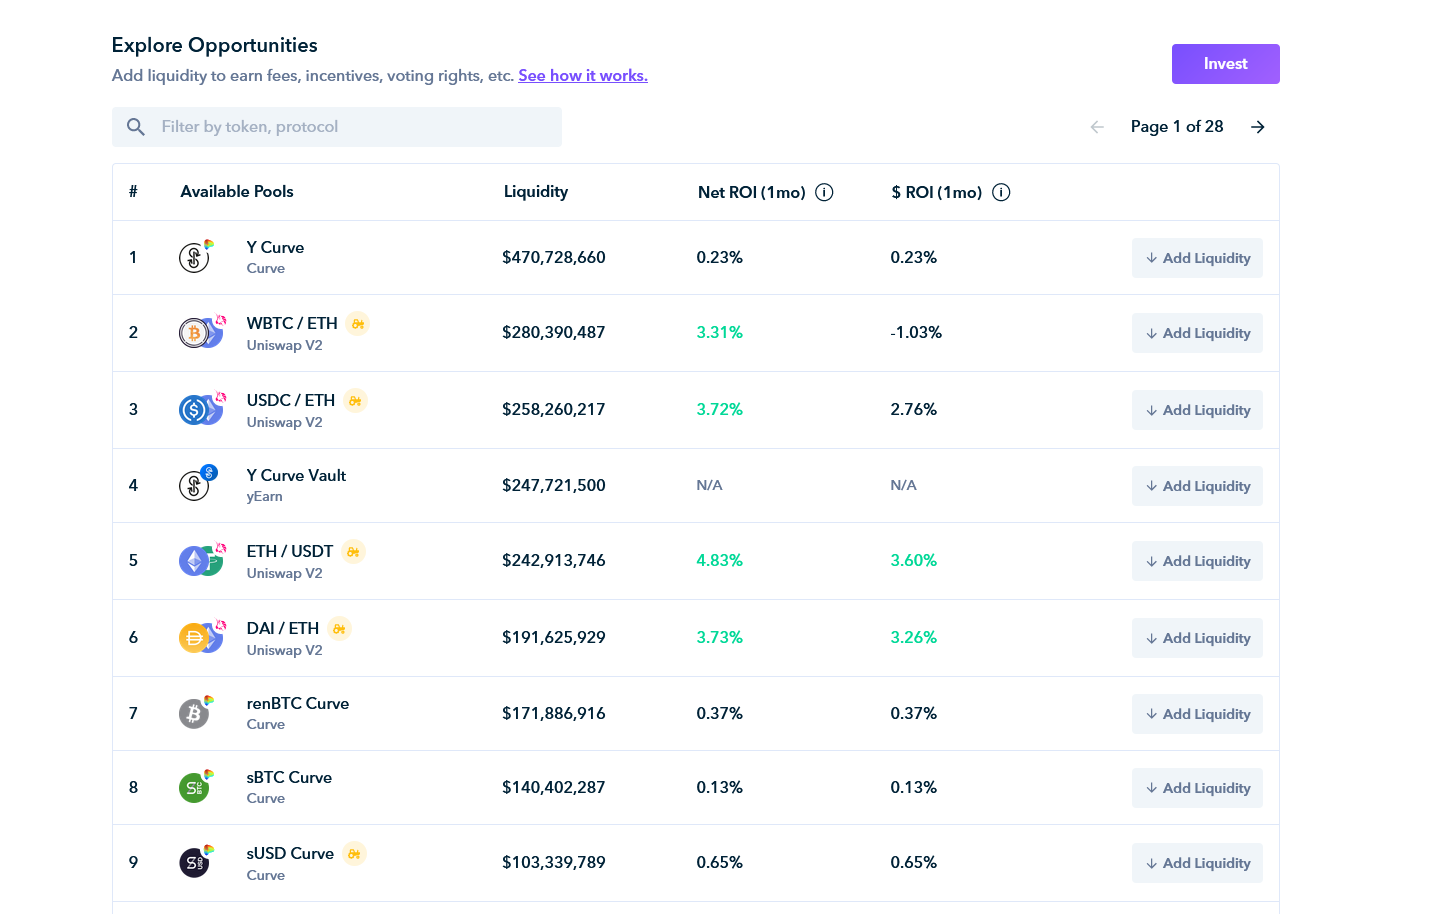 Explore Opportunities
Add liquidity to earn fees, incentives, voting rights, etc. See how it works.
Invest
Filter by token, protocol
Page 1 of 28
# Available Pools Liquidity Net ROI (1mo) $ ROI (1mo)
1 Y Curve $470,728,660 0.23% 0.23% Add Liquidity
Curve
2 WBTC / ETH $280,390,487 3.31% -1.03% Add Liquidity
Uniswap V2
3 USDC / ETH $258,260,217 3.72% 2.76% Add Liquidity
Uniswap V2
4 Y Curve Vault $247,721,500 N/A N/A Add Liquidity
yEarn
5 ETH / USDT $242,913,746 4.83% 3.60% Add Liquidity
Uniswap V2
6 DAI / ETH $191,625,929 3.73% 3.26% Add Liquidity
Uniswap V2
7 renBTC Curve $171,886,916 0.37% 0.37% Add Liquidity
Curve
8 sBTC Curve $140,402,287 0.13% 0.13% Add Liquidity
Curve
9 sUSD Curve $103,339,789 0.65% 0.65% Add Liquidity
Curve